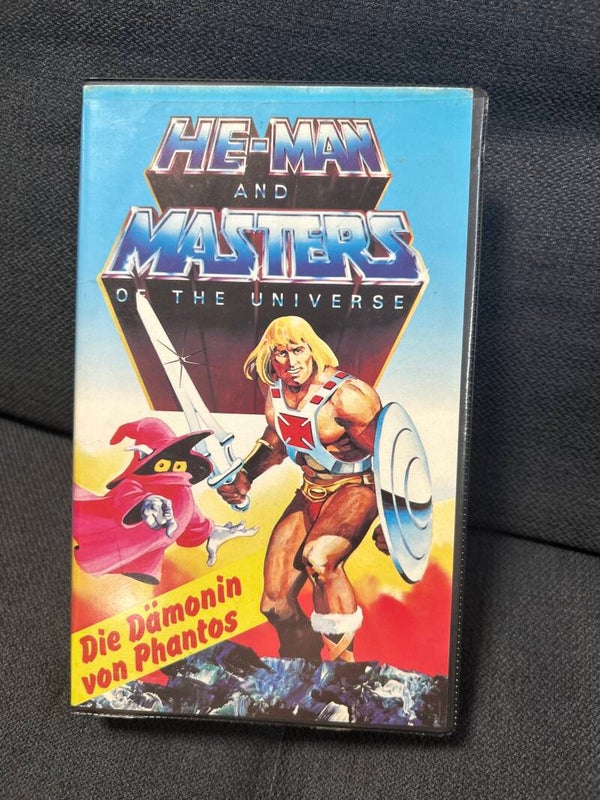 HE-MAN
AND
MASTERS
OF THE UNIVERSE
Die Dämonin
von Phantos